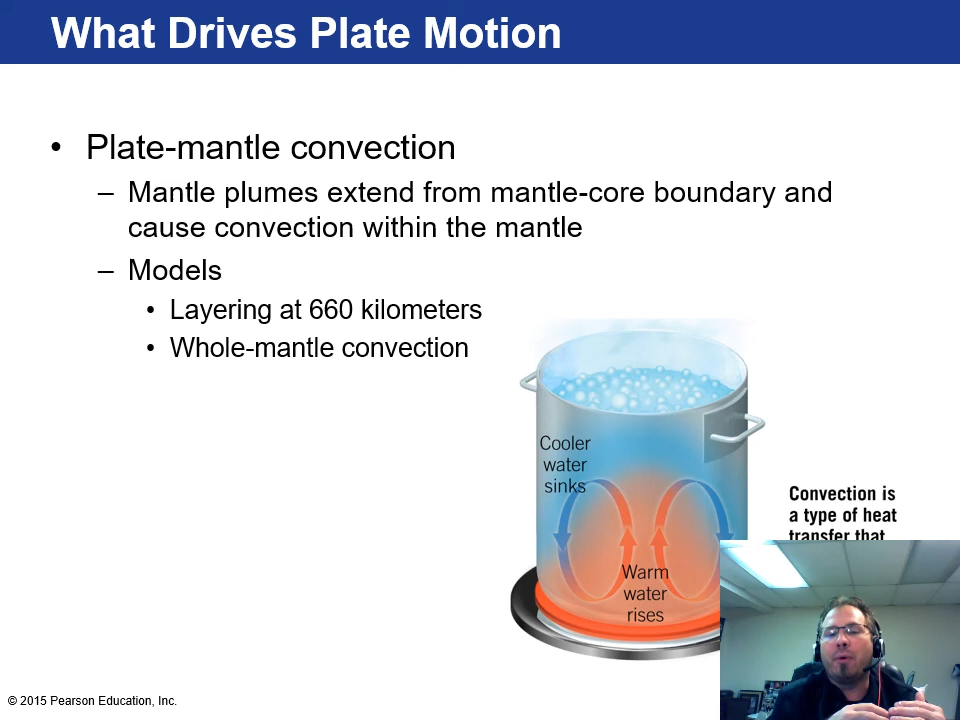 What Drives Plate Motion
• Plate-mantle convection
– Mantle plumes extend from mantle-core boundary and
cause convection within the mantle
– Models
• Layering at 660 kilometers
• Whole-mantle convection
Cooler
water
sinks
Warm
water
rises
Convection is
a type of heat
transfer that
© 2015 Pearson Education, Inc.